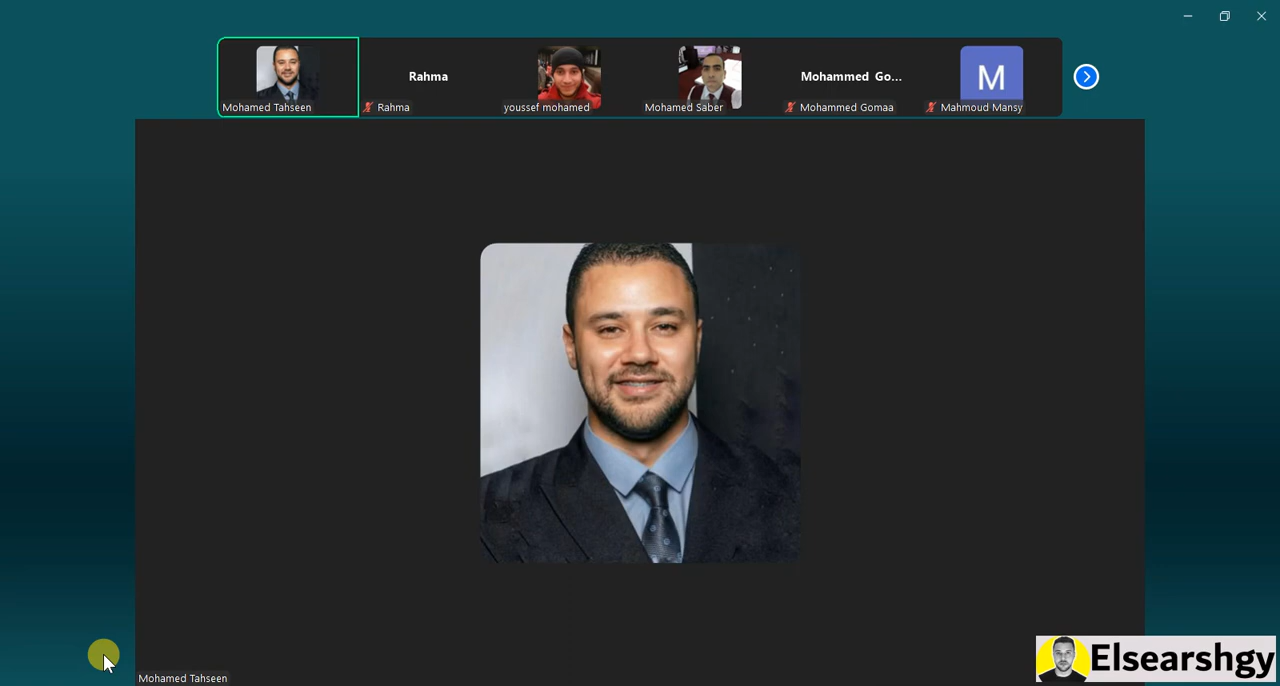 Rahma
Mohammed Go...
M
Mohamed Tahseen
Rahma
youssef mohamed
Mohamed Saber
Mohammed Gomaa
Mahmoud Mansy
Mohamed Tahseen
Elsearshgy